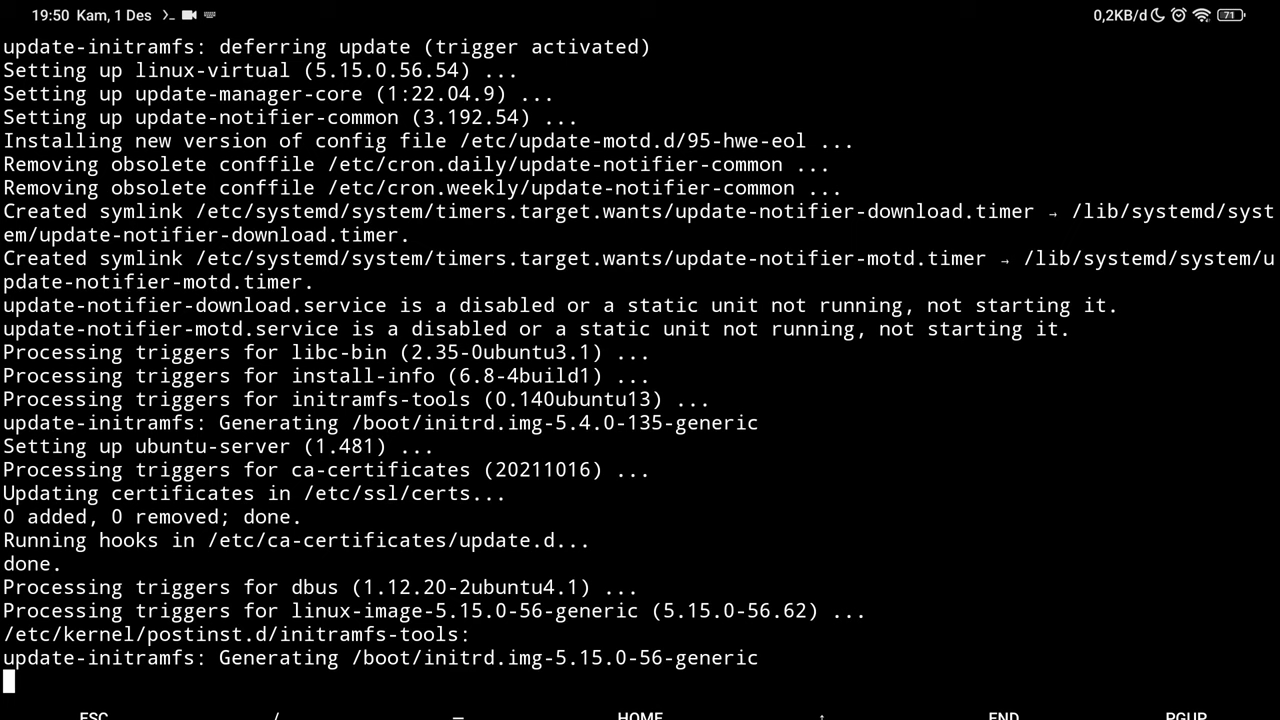 19:50 Kam, 1 Des >_ 0,2KB/d 71
update-initramfs: deferring update (trigger activated)
Setting up linux-virtual (5.15.0.56.54) ...
Setting up update-manager-core (1:22.04.9) ...
Setting up update-notifier-common (3.192.54) ...
Installing new version of config file /etc/update-motd.d/95-hwe-eol ...
Removing obsolete conffile /etc/cron.daily/update-notifier-common ...
Removing obsolete conffile /etc/cron.weekly/update-notifier-common ...
Created symlink /etc/systemd/system/timers.target.wants/update-notifier-download.timer → /lib/systemd/syst
em/update-notifier-download.timer.
Created symlink /etc/systemd/system/timers.target.wants/update-notifier-motd.timer → /lib/systemd/system/u
pdate-notifier-motd.timer.
update-notifier-download.service is a disabled or a static unit not running, not starting it.
update-notifier-motd.service is a disabled or a static unit not running, not starting it.
Processing triggers for libc-bin (2.35-0ubuntu3.1) ...
Processing triggers for install-info (6.8-4build1) ...
Processing triggers for initramfs-tools (0.140ubuntu13) ...
update-initramfs: Generating /boot/initrd.img-5.4.0-135-generic
Setting up ubuntu-server (1.481) ...
Processing triggers for ca-certificates (20211016) ...
Updating certificates in /etc/ssl/certs...
0 added, 0 removed; done.
Running hooks in /etc/ca-certificates/update.d...
done.
Processing triggers for dbus (1.12.20-2ubuntu4.1) ...
Processing triggers for linux-image-5.15.0-56-generic (5.15.0-56.62) ...
/etc/kernel/postinst.d/initramfs-tools:
update-initramfs: Generating /boot/initrd.img-5.15.0-56-generic
ESC / — HOME ↑ END PGUP